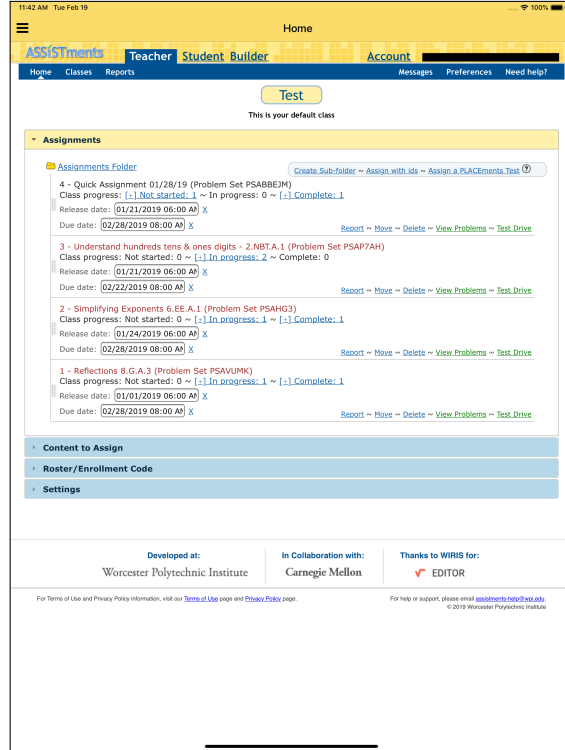 11:42 AM Tue Feb 19 100%
Home
ASSiSTments Teacher Student Builder Account
Home Classes Reports Messages Preferences Need help?
Test
This is your default class
Assignments
Assignments Folder Create Sub-folder ~ Assign with ids ~ Assign a PLACEments Test ?
4 - Quick Assignment 01/28/19 (Problem Set PSABBEJM)
Class progress: [+] Not started: 1 ~ In progress: 0 ~ [+] Complete: 1
Release date: 01/21/2019 06:00 AM X
Due date: 02/28/2019 08:00 AM X Report ~ Move ~ Delete ~ View Problems ~ Test Drive
3 - Understand hundreds tens & ones digits - 2.NBT.A.1 (Problem Set PSAP7AH)
Class progress: Not started: 0 ~ [+] In progress: 2 ~ Complete: 0
Release date: 01/21/2019 06:00 AM X
Due date: 02/22/2019 08:00 AM X Report ~ Move ~ Delete ~ View Problems ~ Test Drive
2 - Simplifying Exponents 6.EE.A.1 (Problem Set PSAHG3)
Class progress: Not started: 0 ~ [+] In progress: 1 ~ [+] Complete: 1
Release date: 01/24/2019 06:00 AM X
Due date: 02/28/2019 08:00 AM X Report ~ Move ~ Delete ~ View Problems ~ Test Drive
1 - Reflections 8.G.A.3 (Problem Set PSAVUMK)
Class progress: Not started: 0 ~ [+] In progress: 1 ~ [+] Complete: 1
Release date: 01/01/2019 06:00 AM X
Due date: 02/28/2019 08:00 AM X Report ~ Move ~ Delete ~ View Problems ~ Test Drive
Content to Assign
Roster/Enrollment Code
Settings
Developed at: In Collaboration with: Thanks to WIRIS for:
Worcester Polytechnic Institute Carnegie Mellon EDITOR
For Terms of Use and Privacy Policy information, visit our Terms of Use page and Privacy Policy page. For help or support, please email assistments-help@wpi.edu.
© 2019 Worcester Polytechnic Institute